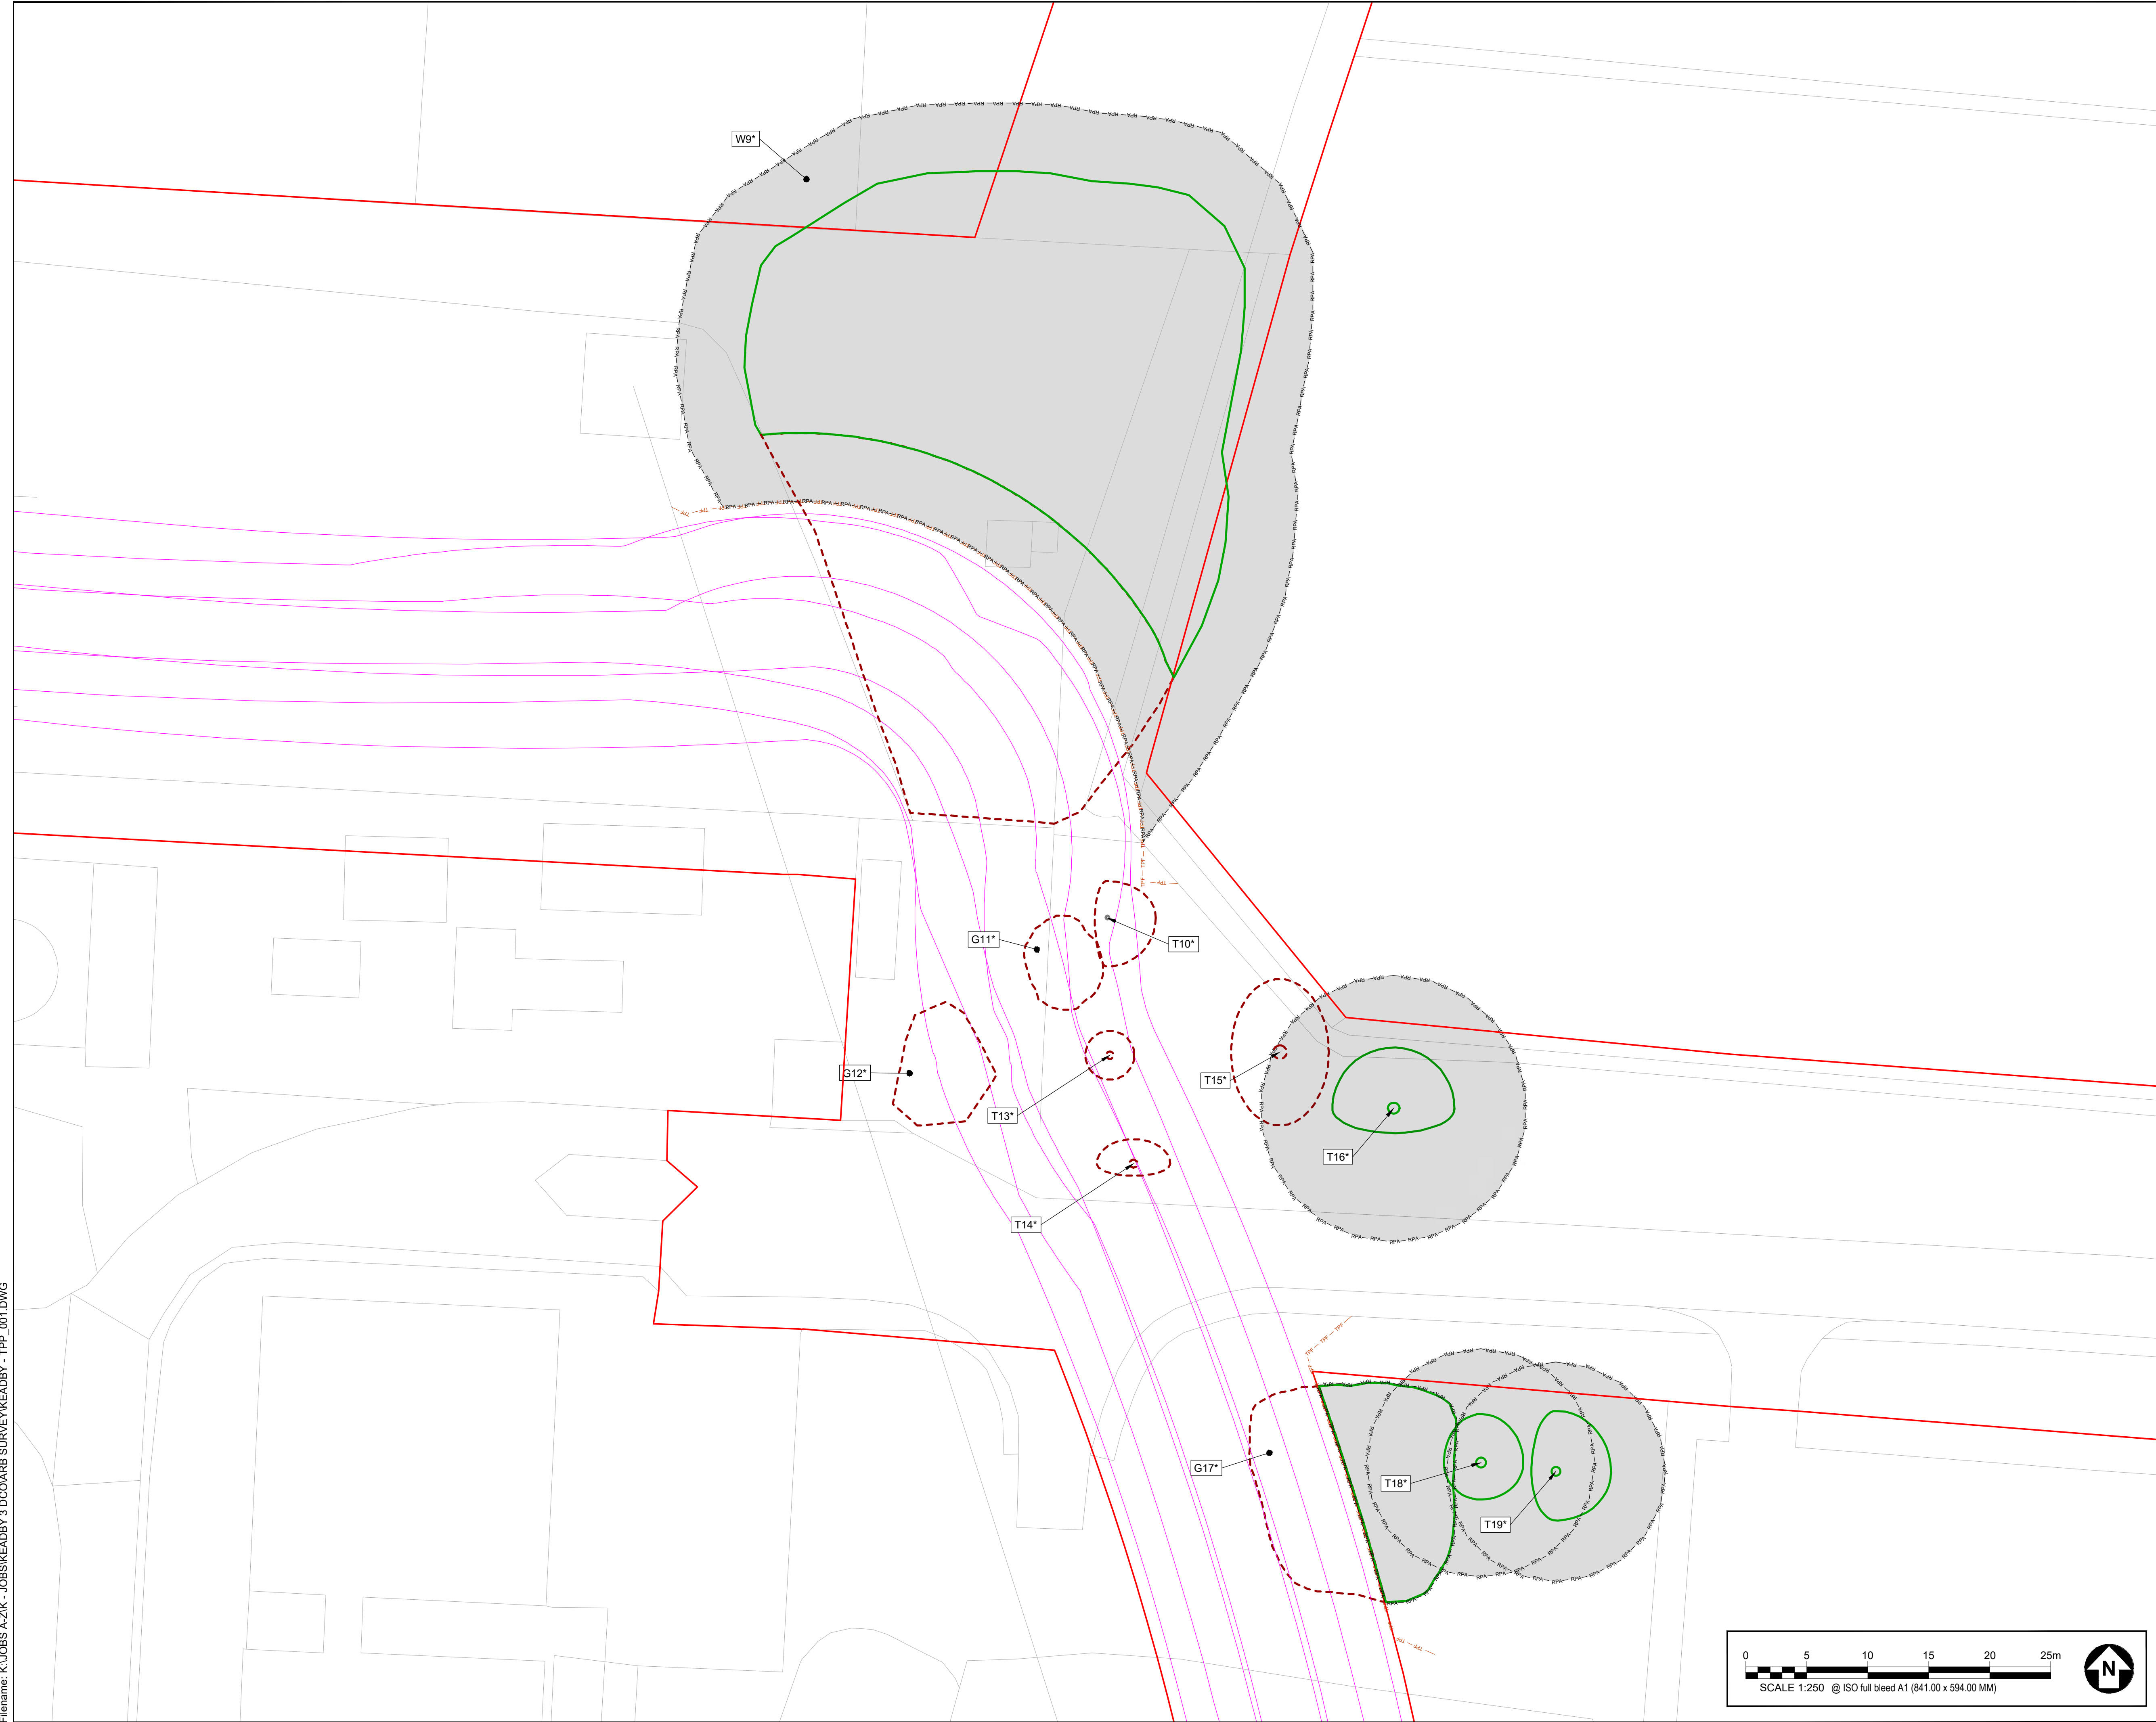 W9*
G11*
T10*
G12*
T15*
T13*
T16*
T14*
G17*
T18*
T19*
RPA
TPF
0 5 10 15 20 25m
SCALE 1:250 @ ISO full bleed A1 (841.00 x 594.00 MM)
N
Filename: K:\JOBS A-Z\K - JOBS\KEADBY 3 DCO\ARB SURVEY\KEADBY - TPP_001.DWG